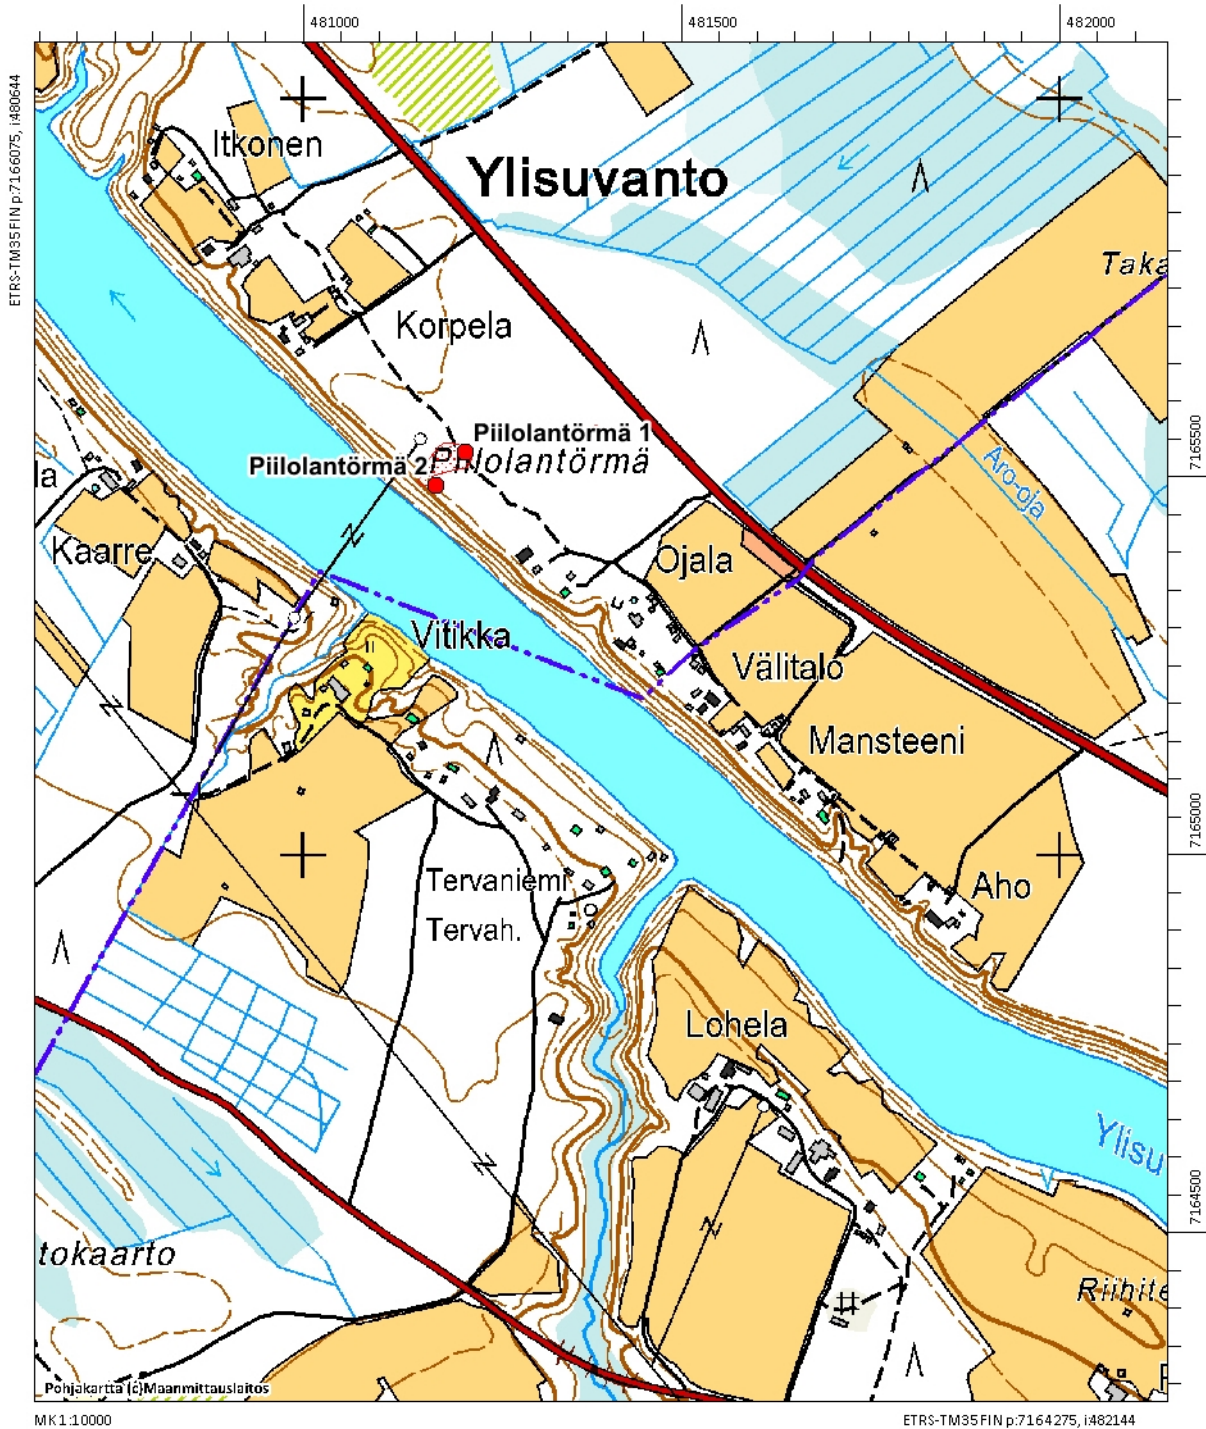 481000
481500
482000
ETRS-TM35FIN p:7166075, i:480644
Itkonen
Ylisuvanto
Taka
Korpela
Piilolantörmä 1
Piilolantörmä 2
Piilolantörmä
7165500
la
Aro-oja
Kaarre
Ojala
Vitikka
Välitalo
Mansteeni
7165000
Tervaniemi
Aho
Tervah.
Lohela
Ylisu
7164500
tokaarto
Riihite
Pohjakartta (c)Maanmittauslaitos
MK 1:10000
ETRS-TM35FIN p:7164275, i:482144